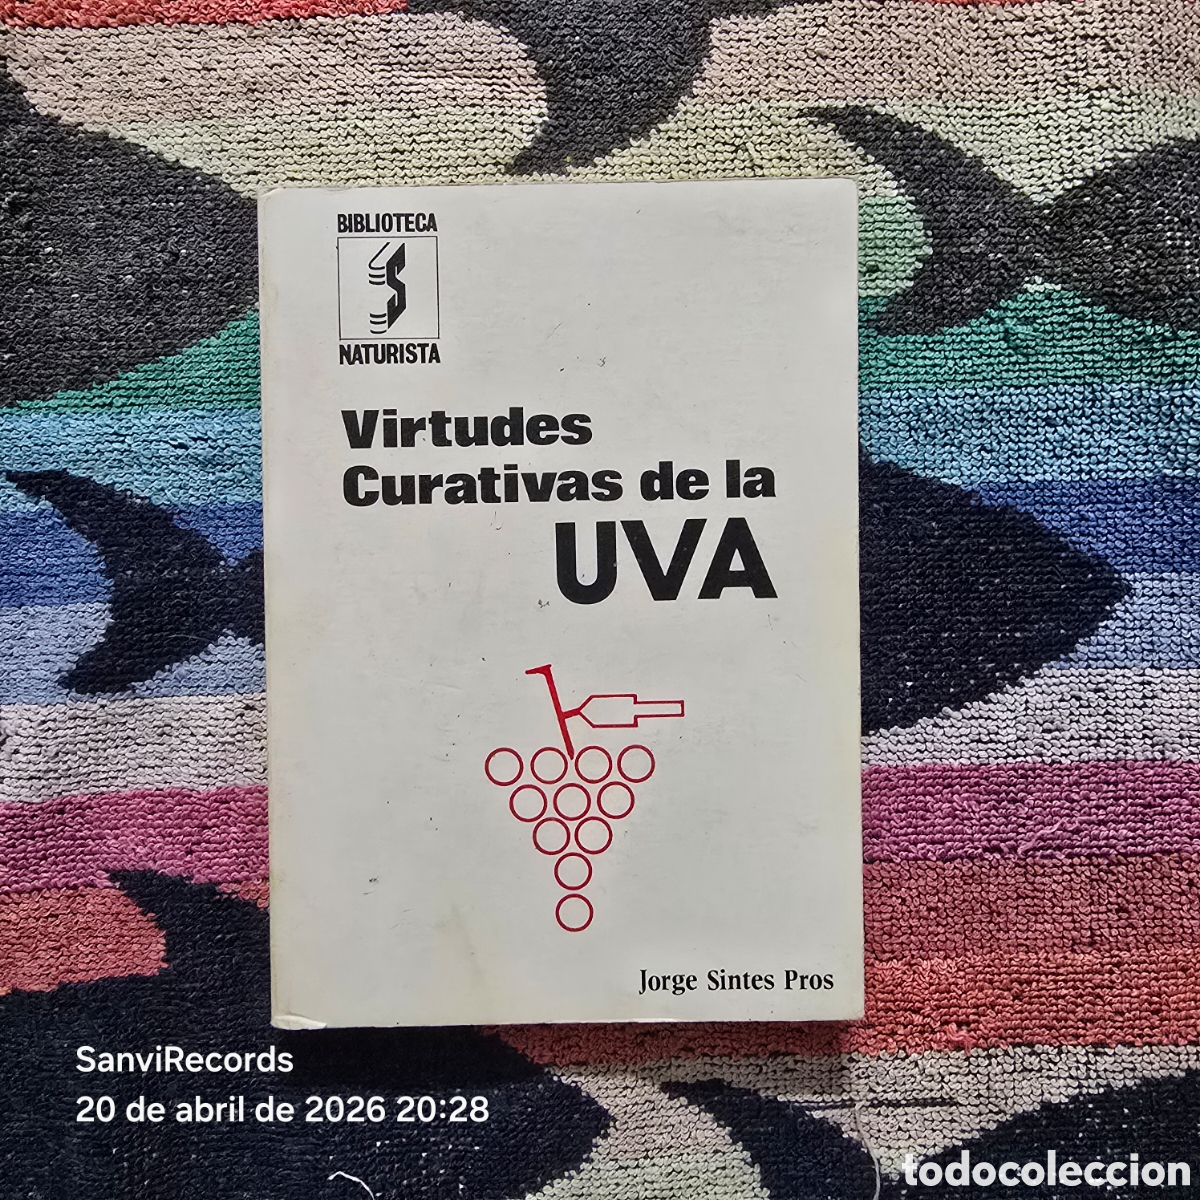 BIBLIOTECA
S
NATURISTA
Virtudes
Curativas de la
UVA
Jorge Sintes Pros
SanviRecords
20 de abril de 2026 20:28
todocoleccion